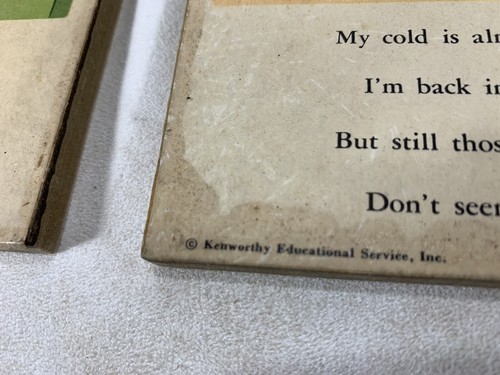 My cold is
I'm back
But still
Don't
© Kenworthy Educational Service, Inc.